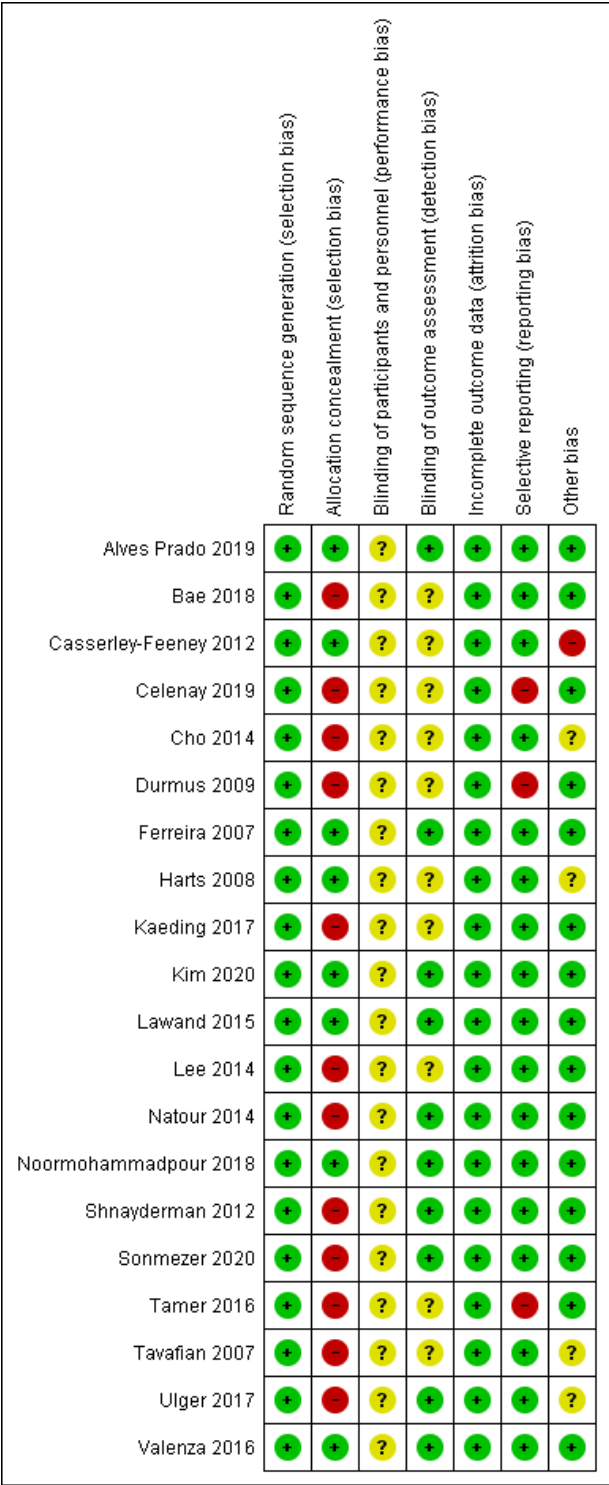 Random sequence generation (selection bias)
Allocation concealment (selection bias)
Blinding of participants and personnel (performance bias)
Blinding of outcome assessment (detection bias)
Incomplete outcome data (attrition bias)
Selective reporting (reporting bias)
Other bias
Alves Prado 2019 + + ? + + + +
Bae 2018 + - ? ? + + +
Casserley-Feeney 2012 + + ? ? + + -
Celenay 2019 + - ? ? + - +
Cho 2014 + - ? ? + + ?
Durmus 2009 + - ? ? + - +
Ferreira 2007 + + ? + + + +
Harts 2008 + + ? ? + + ?
Kaeding 2017 + - ? ? + + +
Kim 2020 + + ? + + + +
Lawand 2015 + + ? + + + +
Lee 2014 + - ? ? + + +
Natour 2014 + - ? + + + +
Noormohammadpour 2018 + + ? + + + +
Shnayderman 2012 + - ? + + + +
Sonmezer 2020 + - ? + + + +
Tamer 2016 + - ? ? + - +
Tavafian 2007 + - ? ? + + ?
Ulger 2017 + - ? + + + ?
Valenza 2016 + + ? + + + +